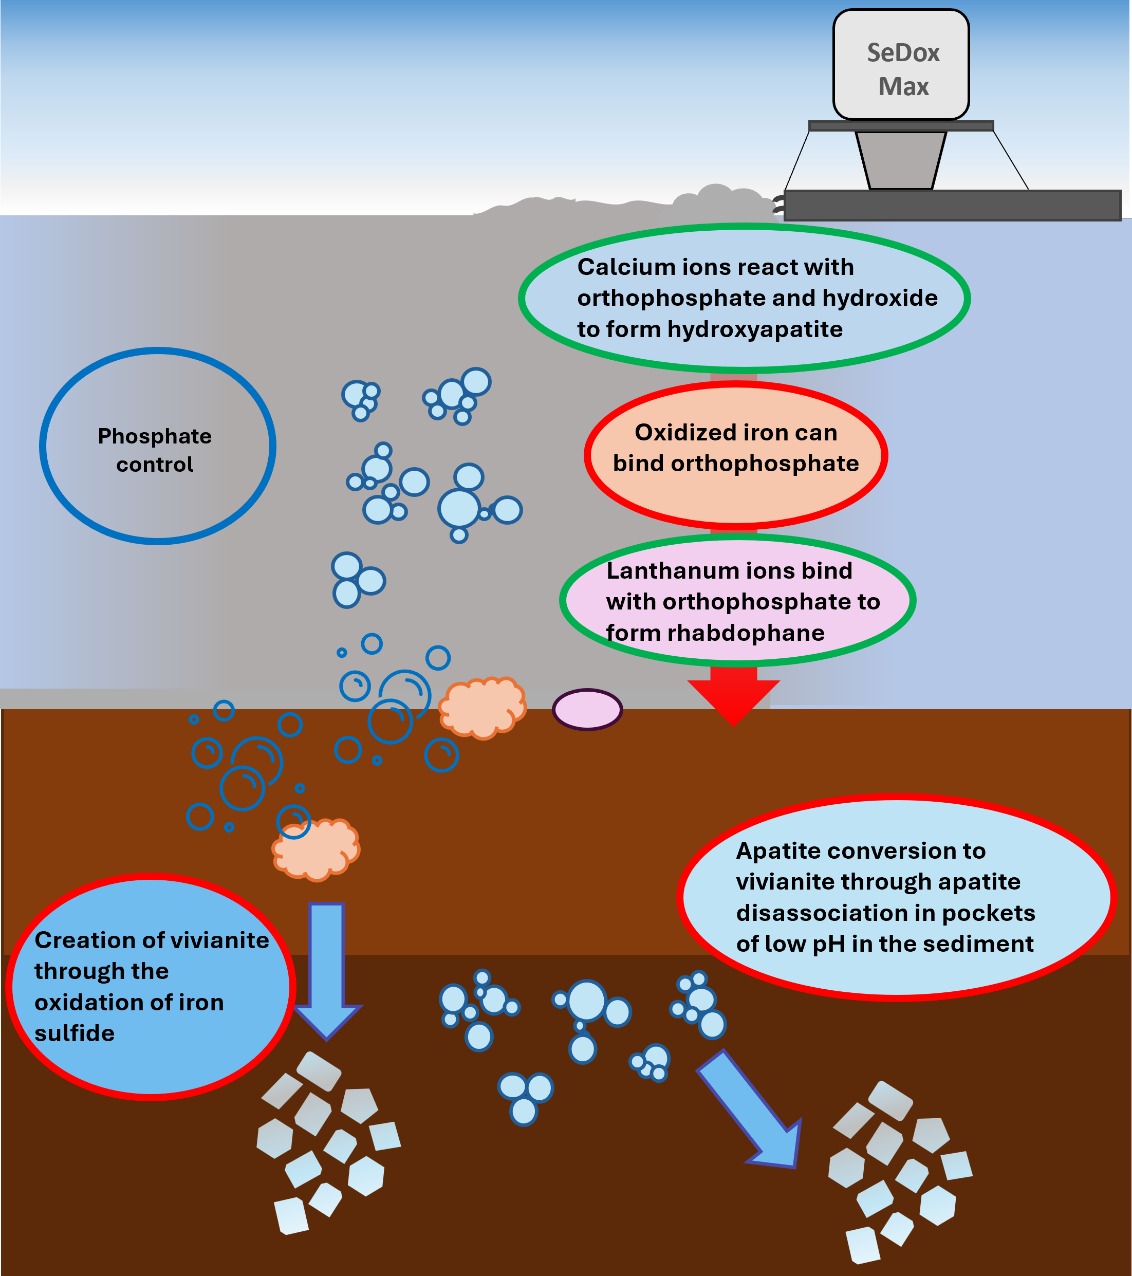 SeDox
Max
Calcium ions react with
orthophosphate and hydroxide
to form hydroxyapatite
Phosphate
control
Oxidized iron can
bind orthophosphate
Lanthanum ions bind
with orthophosphate to
form rhabdophane
Apatite conversion to
vivianite through apatite
disassociation in pockets
of low pH in the sediment
Creation of vivianite
through the
oxidation of iron
sulfide